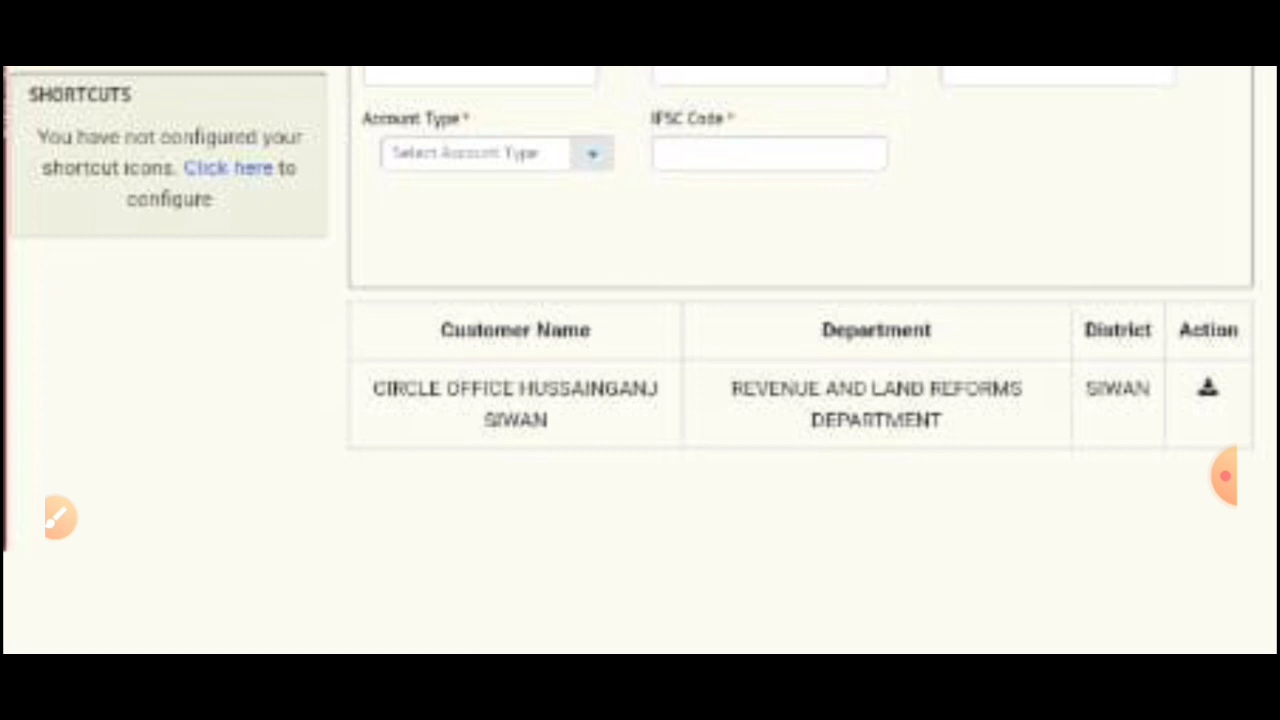 SHORTCUTS
You have not configured your
shortcut icons. Click here to
configure
Account Type *
IFSC Code *
Select Account Type
Customer Name
Department
District
Action
CIRCLE OFFICE HUSSAINGANJ
SIWAN
REVENUE AND LAND REFORMS
DEPARTMENT
SIWAN